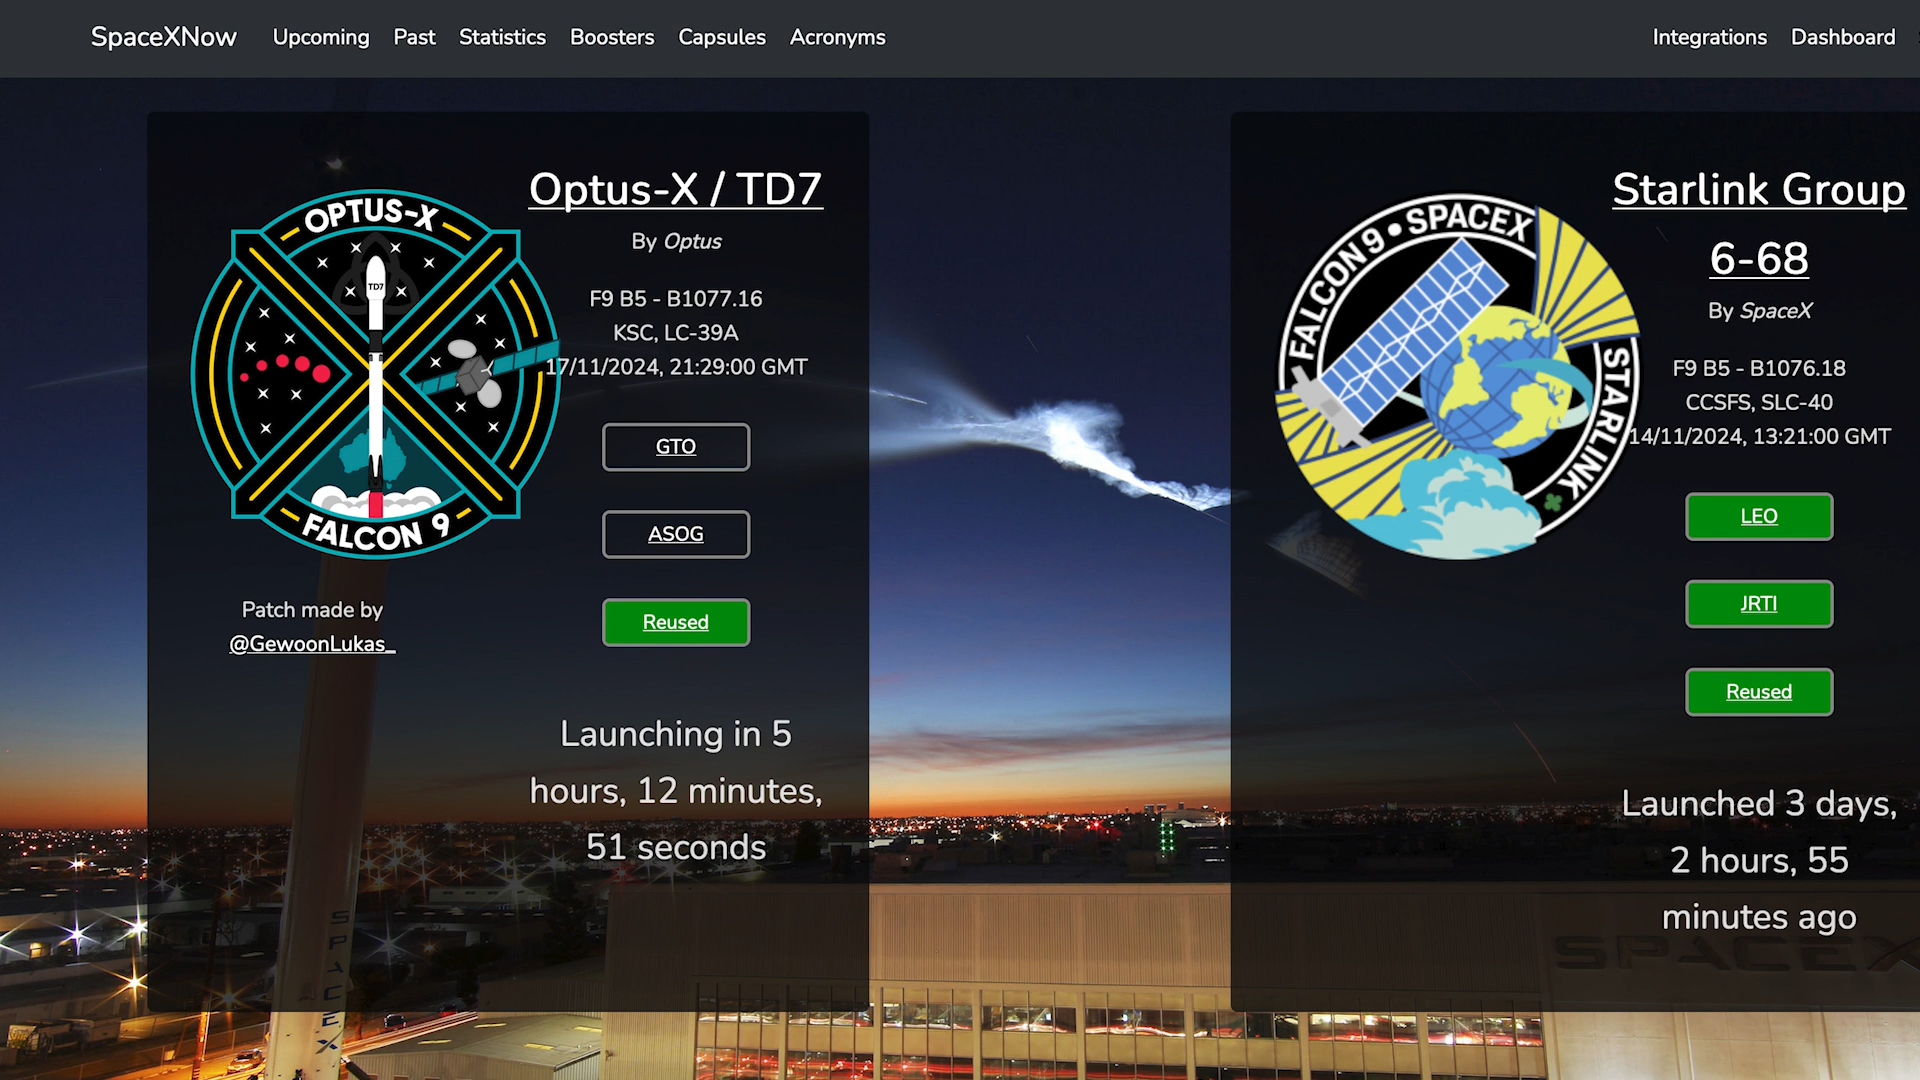 SpaceXNow Upcoming Past Statistics Boosters Capsules Acronyms Integrations Dashboard
OPTUS-X
TD7
FALCON 9
Patch made by
@GewoonLukas_
Optus-X / TD7
By Optus
F9 B5 - B1077.16
KSC, LC-39A
17/11/2024, 21:29:00 GMT
GTO
ASOG
Reused
Launching in 5
hours, 12 minutes,
51 seconds
FALCON 9 • SPACEX
STARLINK
Starlink Group
6-68
By SpaceX
F9 B5 - B1076.18
CCSFS, SLC-40
14/11/2024, 13:21:00 GMT
LEO
JRTI
Reused
Launched 3 days,
2 hours, 55
minutes ago
SPACEX
SPACEX